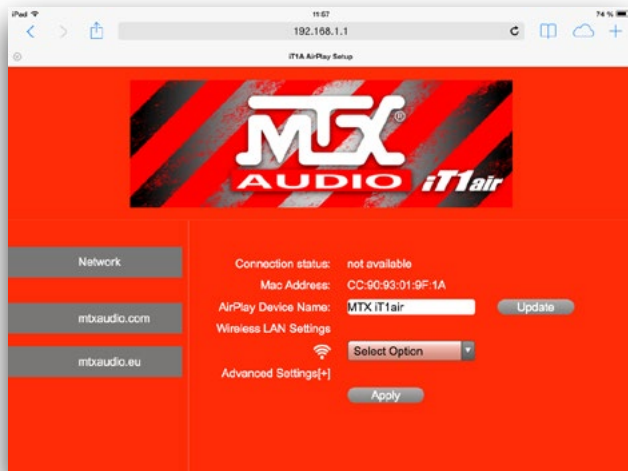 iPad 11:57 74 %
192.168.1.1
iT1A AirPlay Setup
MTX®
AUDIO iT1air
Network
mtxaudio.com
mtxaudio.eu
Connection status: not available
Mac Address: CC:90:93:01:9F:1A
AirPlay Device Name: MTX iT1air Update
Wireless LAN Settings
Select Option
Advanced Settings[+]
Apply